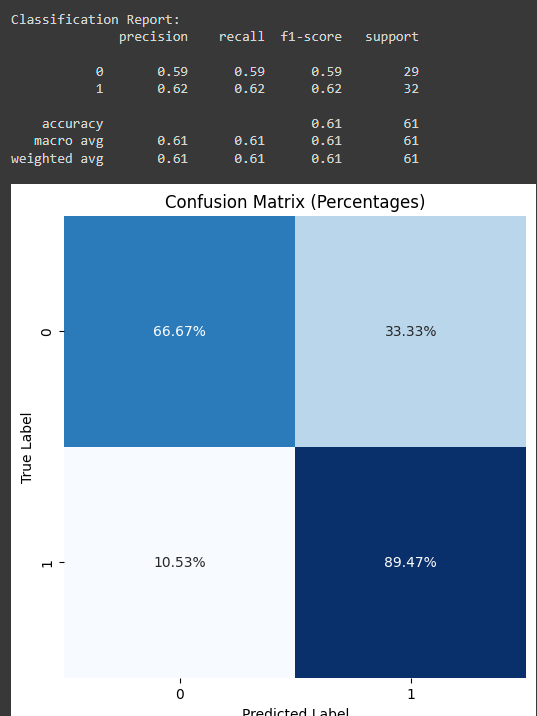 Classification Report:
precision recall f1-score support
0 0.59 0.59 0.59 29
1 0.62 0.62 0.62 32
accuracy 0.61 61
macro avg 0.61 0.61 0.61 61
weighted avg 0.61 0.61 0.61 61
Confusion Matrix (Percentages)
0 66.67% 33.33%
True Label
1 10.53% 89.47%
0 1
Predicted Label